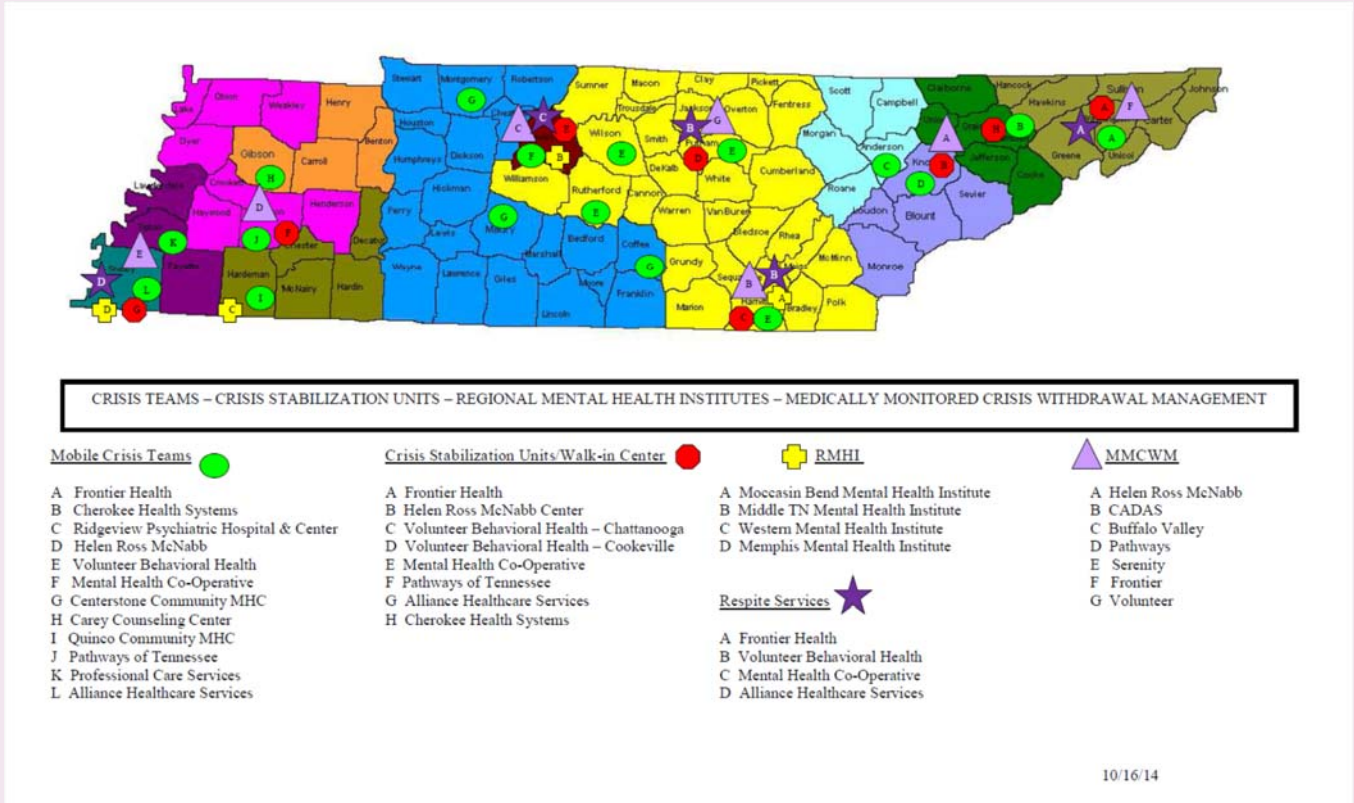 Stewart Montgomery Robertson Sumner Macon Clay Pickett Scott Campbell Claiborne Hancock Hawkins Johnson
Lake Obion Weakley Henry Houston Trousdale Jackson Overton Fentress
G C C E G B A F
Dyer Gibson Carroll Benton Humphreys Dickson Wilson Smith Putnam Morgan Anderson
F B E D E C A B D H B A A
Jefferson Cocke Greene Unicoi
Lauderdale Haywood Henderson Hickman Williamson Rutherford Cannon DeKalb White Cumberland Roane Loudon Blount Sevier
H D J F K E
Perry Lewis Maury Bedford Coffee Warren VanBuren Bledsoe Rhea McMinn Monroe
G E G
Fayette Hardeman McNairy Hardin Decatur Wayne Lawrence Giles Marshall Moore Lincoln Franklin Grundy Marion Bradley Polk
D L D G C I B B A C E
CRISIS TEAMS – CRISIS STABILIZATION UNITS – REGIONAL MENTAL HEALTH INSTITUTES – MEDICALLY MONITORED CRISIS WITHDRAWAL MANAGEMENT
Mobile Crisis Teams
A Frontier Health
B Cherokee Health Systems
C Ridgeview Psychiatric Hospital & Center
D Helen Ross McNabb
E Volunteer Behavioral Health
F Mental Health Co-Operative
G Centerstone Community MHC
H Carey Counseling Center
I Quinco Community MHC
J Pathways of Tennessee
K Professional Care Services
L Alliance Healthcare Services
Crisis Stabilization Units/Walk-in Center
A Frontier Health
B Helen Ross McNabb Center
C Volunteer Behavioral Health – Chattanooga
D Volunteer Behavioral Health – Cookeville
E Mental Health Co-Operative
F Pathways of Tennessee
G Alliance Healthcare Services
H Cherokee Health Systems
RMHI
A Moccasin Bend Mental Health Institute
B Middle TN Mental Health Institute
C Western Mental Health Institute
D Memphis Mental Health Institute
Respite Services
A Frontier Health
B Volunteer Behavioral Health
C Mental Health Co-Operative
D Alliance Healthcare Services
MMCWM
A Helen Ross McNabb
B CADAS
C Buffalo Valley
D Pathways
E Serenity
F Frontier
G Volunteer
10/16/14